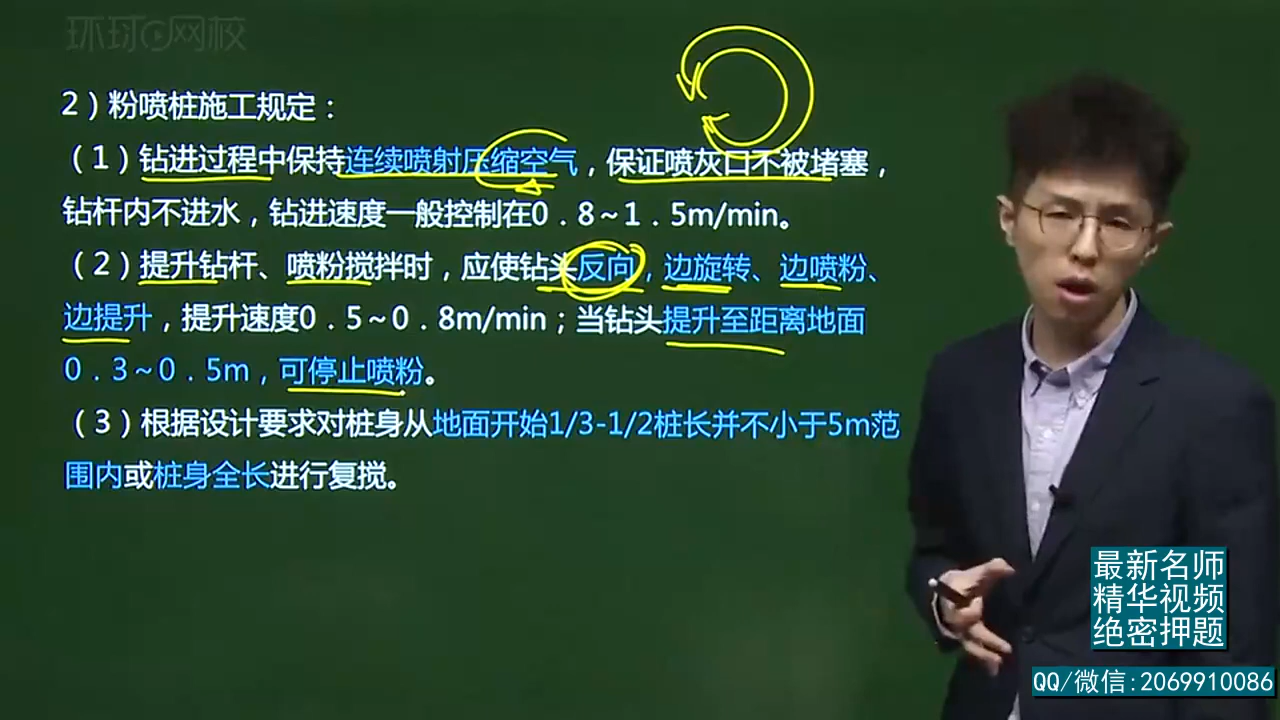 环球网校
2）粉喷桩施工规定：
（1）钻进过程中保持连续喷射压缩空气，保证喷灰口不被堵塞，
钻杆内不进水，钻进速度一般控制在0．8～1．5m/min。
（2）提升钻杆、喷粉搅拌时，应使钻头反向，边旋转、边喷粉、
边提升，提升速度0．5～0．8m/min；当钻头提升至距离地面
0．3～0．5m，可停止喷粉。
（3）根据设计要求对桩身从地面开始1/3-1/2桩长并不小于5m范
围内或桩身全长进行复搅。
最新名师
精华视频
绝密押题
QQ/微信:2069910086